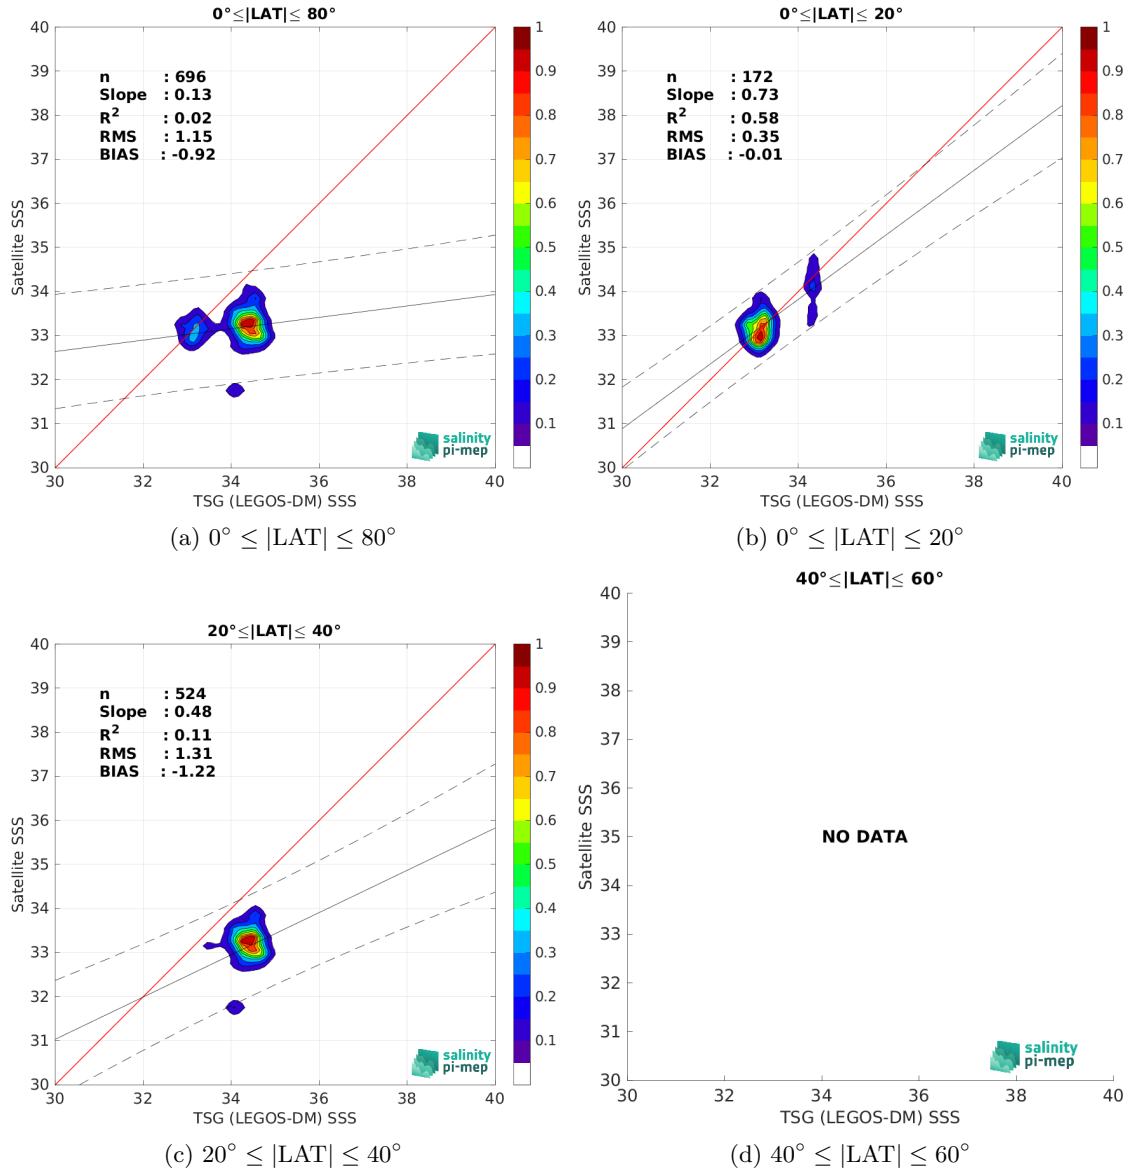 0°≤|LAT|≤ 80°
40
39
38
37
36
35
34
33
32
31
30
Satellite SSS
n : 696
Slope : 0.13
R² : 0.02
RMS : 1.15
BIAS : -0.92
30 32 34 36 38 40
TSG (LEGOS-DM) SSS
salinity
pi-mep
1
0.9
0.8
0.7
0.6
0.5
0.4
0.3
0.2
0.1
(a) 0° ≤ |LAT| ≤ 80°
0°≤|LAT|≤ 20°
40
39
38
37
36
35
34
33
32
31
30
Satellite SSS
n : 172
Slope : 0.73
R² : 0.58
RMS : 0.35
BIAS : -0.01
30 32 34 36 38 40
TSG (LEGOS-DM) SSS
salinity
pi-mep
1
0.9
0.8
0.7
0.6
0.5
0.4
0.3
0.2
0.1
(b) 0° ≤ |LAT| ≤ 20°
20°≤|LAT|≤ 40°
40
39
38
37
36
35
34
33
32
31
30
Satellite SSS
n : 524
Slope : 0.48
R² : 0.11
RMS : 1.31
BIAS : -1.22
30 32 34 36 38 40
TSG (LEGOS-DM) SSS
salinity
pi-mep
1
0.9
0.8
0.7
0.6
0.5
0.4
0.3
0.2
0.1
(c) 20° ≤ |LAT| ≤ 40°
40°≤|LAT|≤ 60°
40
39
38
37
36
35
34
33
32
31
30
Satellite SSS
NO DATA
30 32 34 36 38 40
TSG (LEGOS-DM) SSS
salinity
pi-mep
(d) 40° ≤ |LAT| ≤ 60°